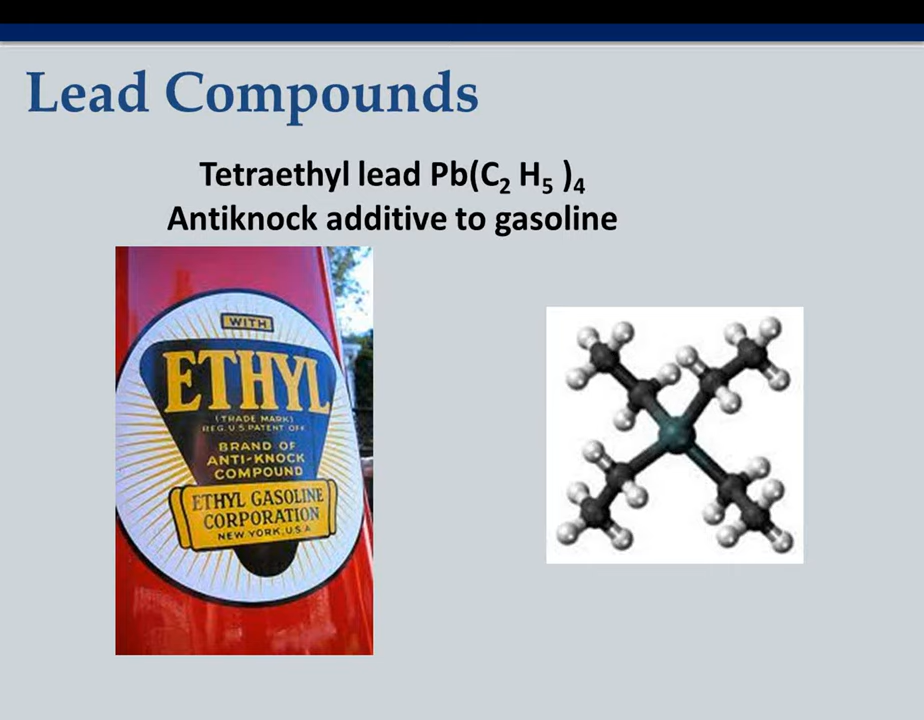 Lead Compounds
Tetraethyl lead Pb(C₂ H₅ )₄
Antiknock additive to gasoline
WITH
ETHYL
(TRADE MARK)
REG. U.S. PATENT OFF
BRAND OF
ANTI-KNOCK
COMPOUND
ETHYL GASOLINE
CORPORATION
NEW YORK, U.S.A